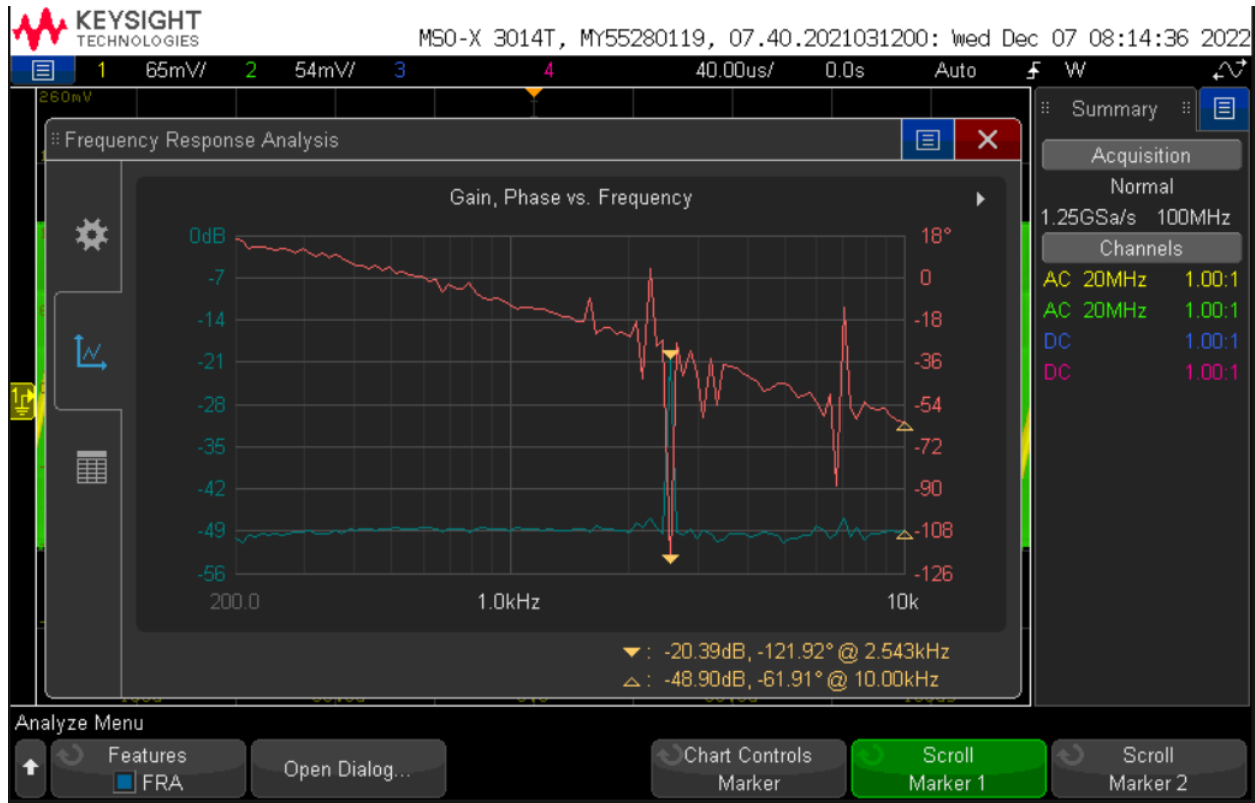 KEYSIGHT
TECHNOLOGIES
MSO-X 3014T, MY55280119, 07.40.2021031200: Wed Dec 07 08:14:36 2022
1 65mV/ 2 54mV/ 3 4 40.00us/ 0.0s Auto W
260mV
Frequency Response Analysis
Summary
Acquisition
Normal
1.25GSa/s 100MHz
Channels
AC 20MHz 1.00:1
AC 20MHz 1.00:1
DC 1.00:1
DC 1.00:1
Gain, Phase vs. Frequency
0dB 18°
-7 0
-14 -18
-21 -36
-28 -54
-35 -72
-42 -90
-49 -108
-56 -126
200.0 1.0kHz 10k
: -20.39dB, -121.92° @ 2.543kHz
: -48.90dB, -61.91° @ 10.00kHz
Analyze Menu
Features
FRA
Open Dialog...
Chart Controls
Marker
Scroll
Marker 1
Scroll
Marker 2